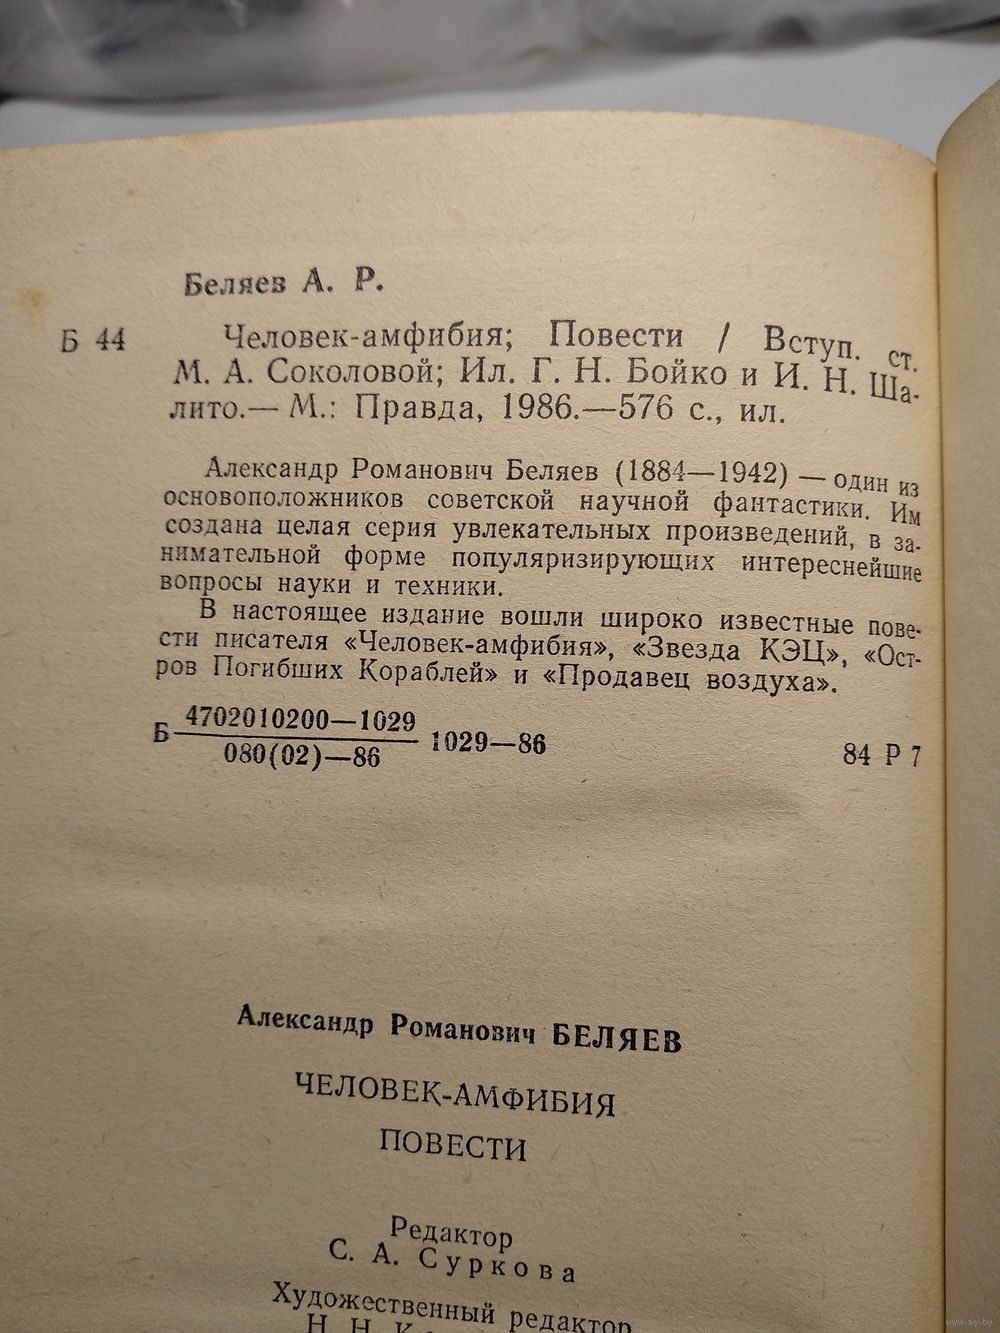 Беляев А. Р.
Б 44 Человек-амфибия; Повести / Вступ. ст.
М. А. Соколовой; Ил. Г. Н. Бойко и И. Н. Ша-
лито.— М.: Правда, 1986.—576 с., ил.
Александр Романович Беляев (1884—1942) — один из
основоположников советской научной фантастики. Им
создана целая серия увлекательных произведений, в за-
нимательной форме популяризирующих интереснейшие
вопросы науки и техники.
В настоящее издание вошли широко известные пове-
сти писателя «Человек-амфибия», «Звезда КЭЦ», «Ост-
ров Погибших Кораблей» и «Продавец воздуха».
Б 4702010200—1029
080(02)—86 1029—86 84 Р 7
Александр Романович БЕЛЯЕВ
ЧЕЛОВЕК-АМФИБИЯ
ПОВЕСТИ
Редактор
С. А. Суркова
Художественный редактор
Н. Н.
www.ay.by